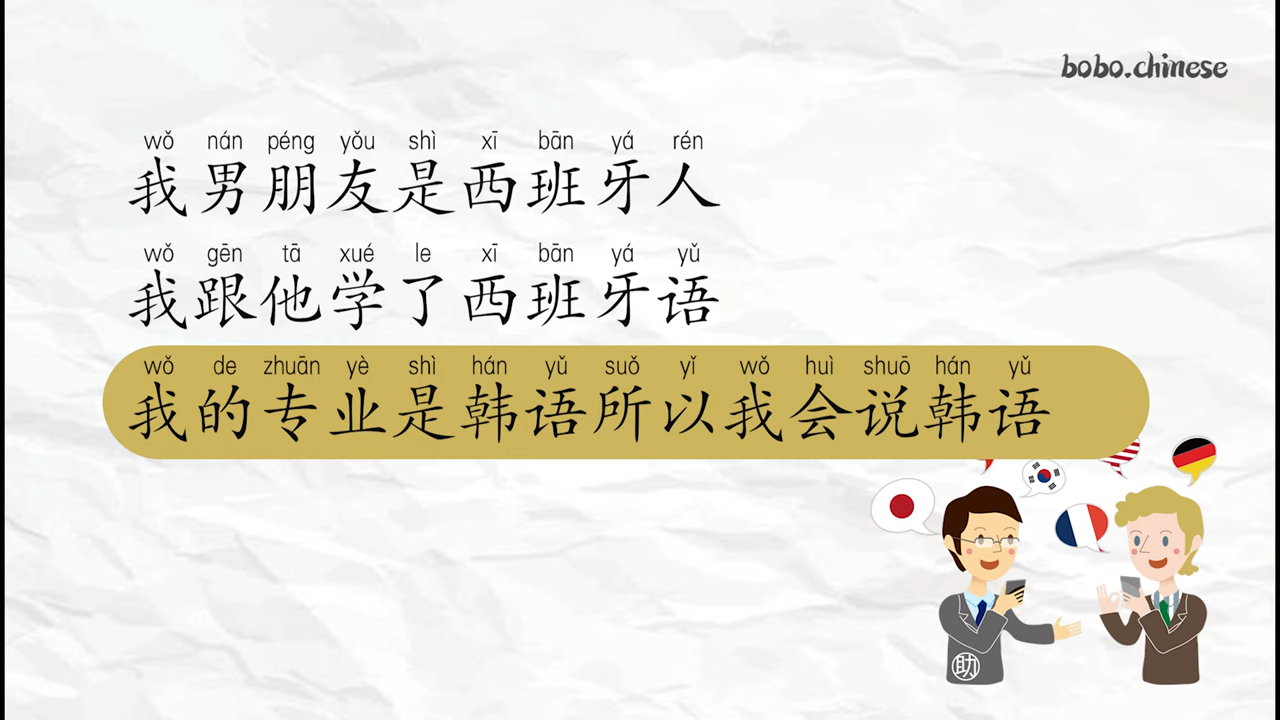 bobo.chinese
wǒ nán péng yǒu shì xī bān yá rén
我男朋友是西班牙人
wǒ gēn tā xué le xī bān yá yǔ
我跟他学了西班牙语
wǒ de zhuān yè shì hán yǔ suǒ yǐ wǒ huì shuō hán yǔ
我的专业是韩语所以我会说韩语
助